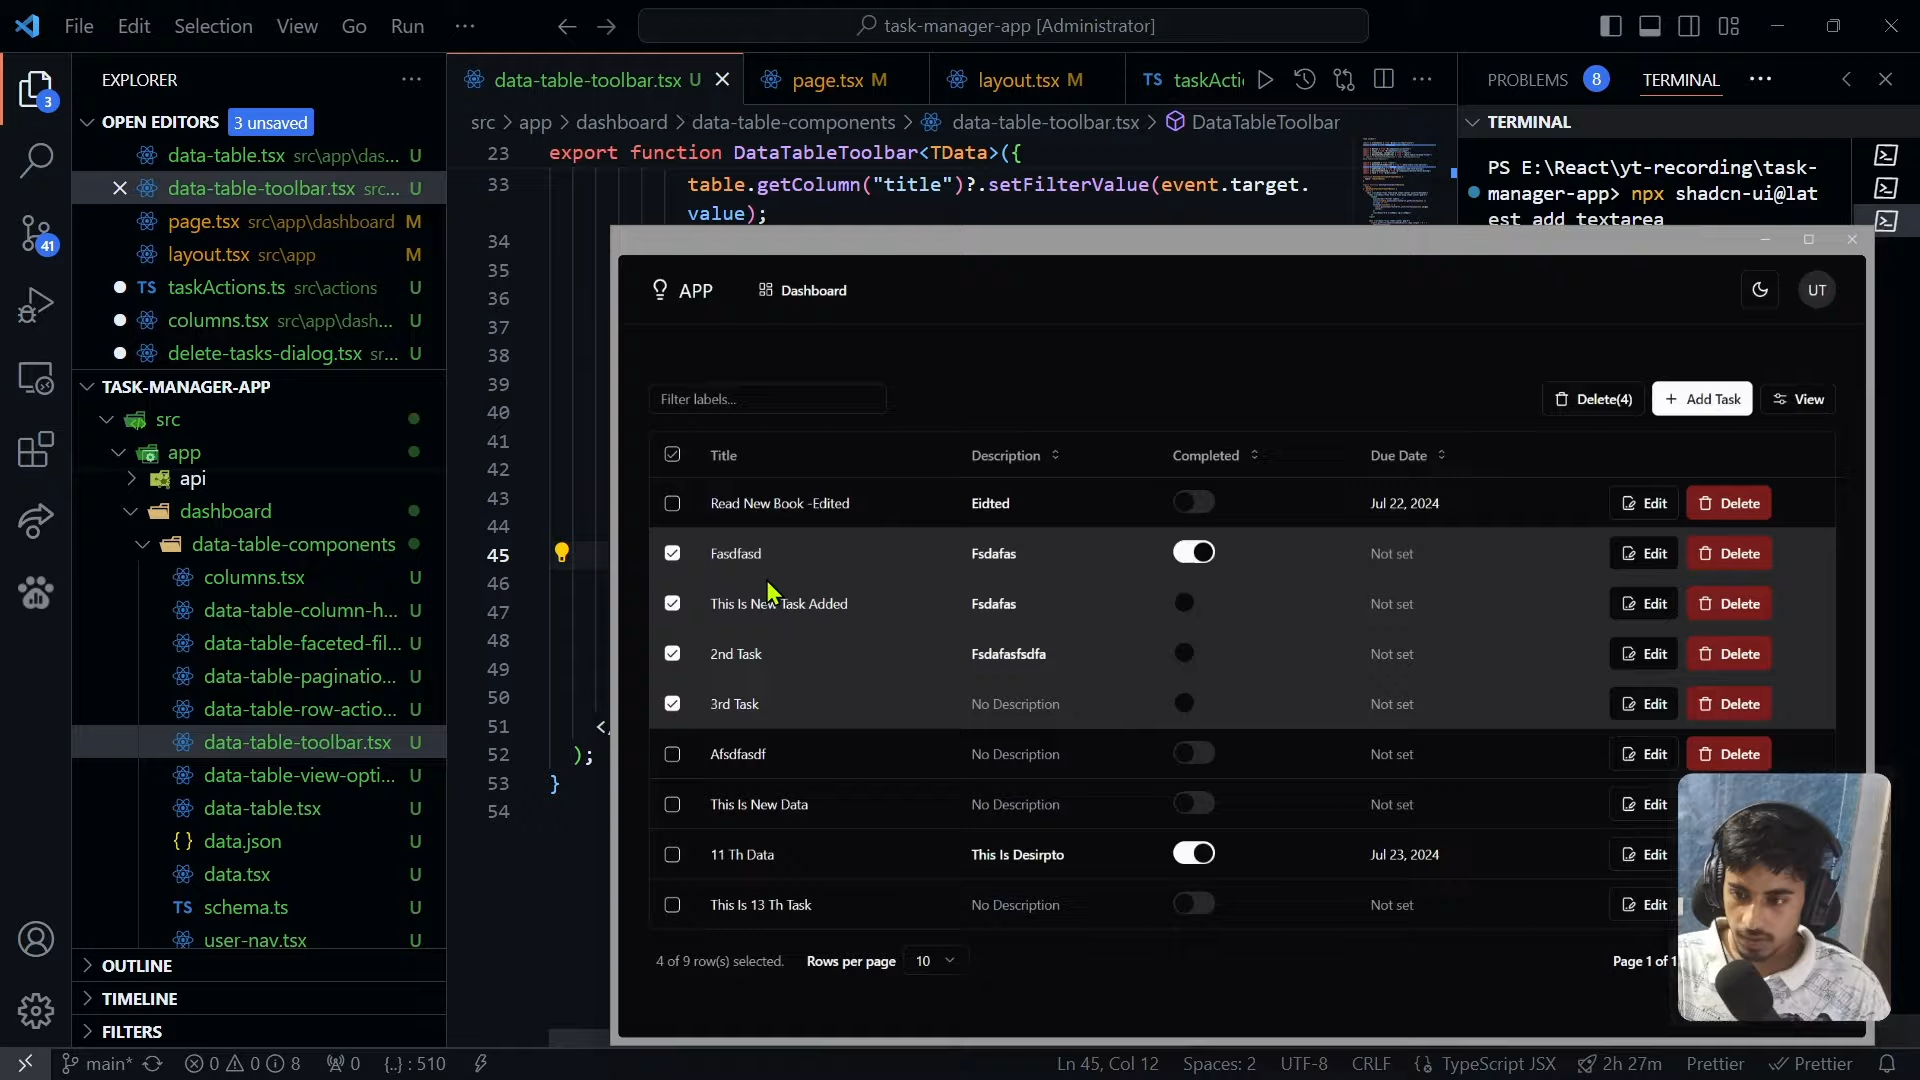 File Edit Selection View Go Run ···
task-manager-app [Administrator]
EXPLORER ···
3
OPEN EDITORS 3 unsaved
data-table.tsx src\app\das... U
data-table-toolbar.tsx src... U
page.tsx src\app\dashboard M
layout.tsx src\app M
TS taskActions.ts src\actions U
columns.tsx src\app\dash... U
delete-tasks-dialog.tsx sr... U
41
TASK-MANAGER-APP
src
app
api
dashboard
data-table-components
columns.tsx U
data-table-column-h... U
data-table-faceted-fil... U
data-table-paginatio... U
data-table-row-actio... U
data-table-toolbar.tsx U
data-table-view-opti... U
data-table.tsx U
{ } data.json U
data.tsx U
TS schema.ts U
user-nav.tsx U
OUTLINE
TIMELINE
FILTERS
data-table-toolbar.tsx U page.tsx M layout.tsx M TS taskActi
src > app > dashboard > data-table-components > data-table-toolbar.tsx > DataTableToolbar
23 export function DataTableToolbar<TData>({
33 table.getColumn("title")?.setFilterValue(event.target.
value);
34
35
36
37
38
39
40
41
42
43
44
45
46
47
48
49
50
51 </
52 );
53 }
54
PROBLEMS 8 TERMINAL ···
TERMINAL
PS E:\React\yt-recording\task-
manager-app> npx shadcn-ui@lat
est add textarea
APP Dashboard UT
Filter labels... Delete(4) + Add Task View
Title Description Completed Due Date
Read New Book -Edited Eidted Jul 22, 2024 Edit Delete
Fasdfasd Fsdafas Not set Edit Delete
This Is New Task Added Fsdafas Not set Edit Delete
2nd Task Fsdafasfsdfa Not set Edit Delete
3rd Task No Description Not set Edit Delete
Afsdfasdf No Description Not set Edit Delete
This Is New Data No Description Not set Edit
11 Th Data This Is Desirpto Jul 23, 2024 Edit
This Is 13 Th Task No Description Not set Edit
4 of 9 row(s) selected. Rows per page 10 Page 1 of 1
main* 0 0 8 0 {..} : 510 Ln 45, Col 12 Spaces: 2 UTF-8 CRLF TypeScript JSX 2h 27m Prettier Prettier